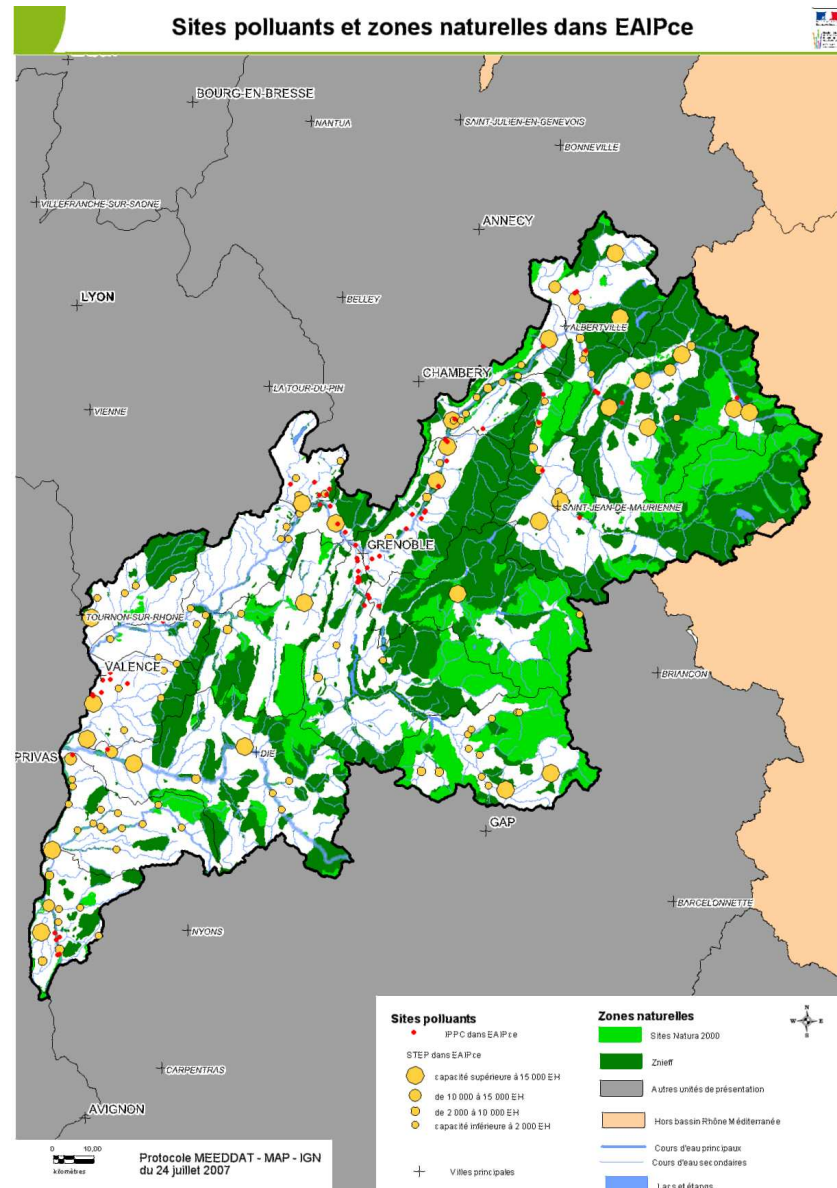 Sites polluants et zones naturelles dans EAIPce
BOURG-EN-BRESSE
NANTUA
SAINT-JULIEN-EN-GENEVOIS
BONNEVILLE
VILLEFRANCHE-SUR-SAONE
ANNECY
LYON
BELLEY
ALBERTVILLE
CHAMBERY
LA TOUR-DU-PIN
VIENNE
SAINT-JEAN-DE-MAURIENNE
GRENOBLE
TOURNON-SUR-RHONE
VALENCE
BRIANCON
PRIVAS
DIE
GAP
BARCELONNETTE
NYONS
CARPENTRAS
AVIGNON
Sites polluants
IPPC dans EAIPce
STEP dans EAIPce
capacité supérieure à 15 000 EH
de 10 000 à 15 000 EH
de 2 000 à 10 000 EH
capacité inférieure à 2 000 EH
Villes principales
Zones naturelles
Sites Natura 2000
Znieff
Autres unités de présentation
Hors bassin Rhône Méditerranée
Cours d'eau principaux
Cours d'eau secondaires
Lacs et étangs
N
W E
S
0 10,00
kilomètres
Protocole MEEDDAT - MAP - IGN
du 24 juillet 2007